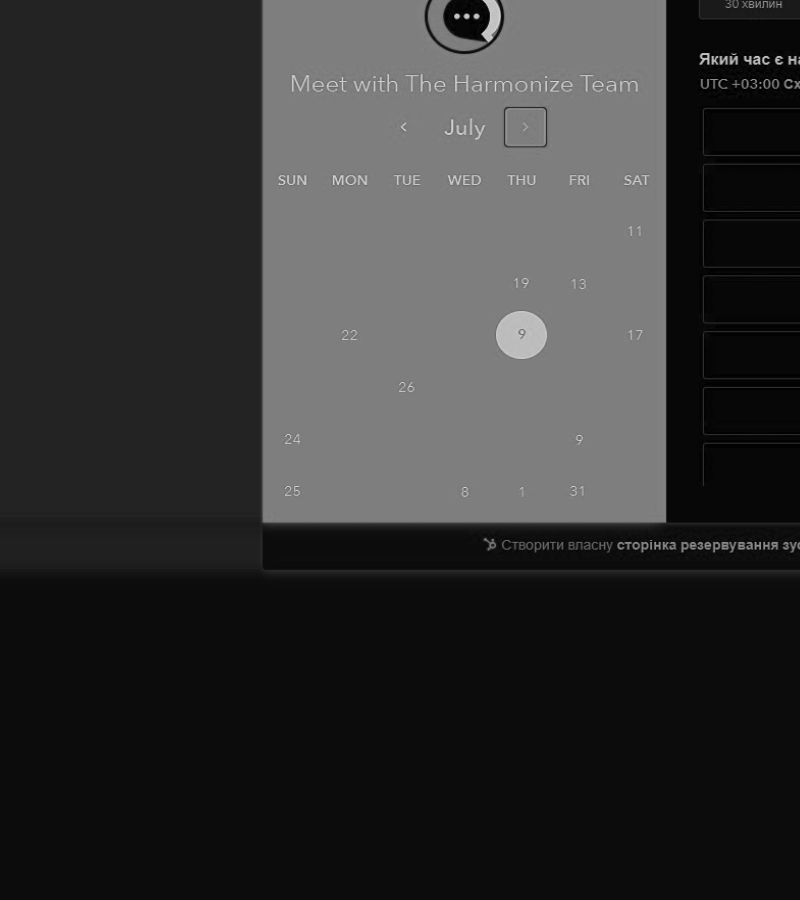 30 хвилин
Який час є на
UTC +03:00 Сх
Meet with The Harmonize Team
July
SUN MON TUE WED THU FRI SAT
11
19 13
22 9 17
26
24 9
25 8 1 31
Створити власну сторінка резервування зус